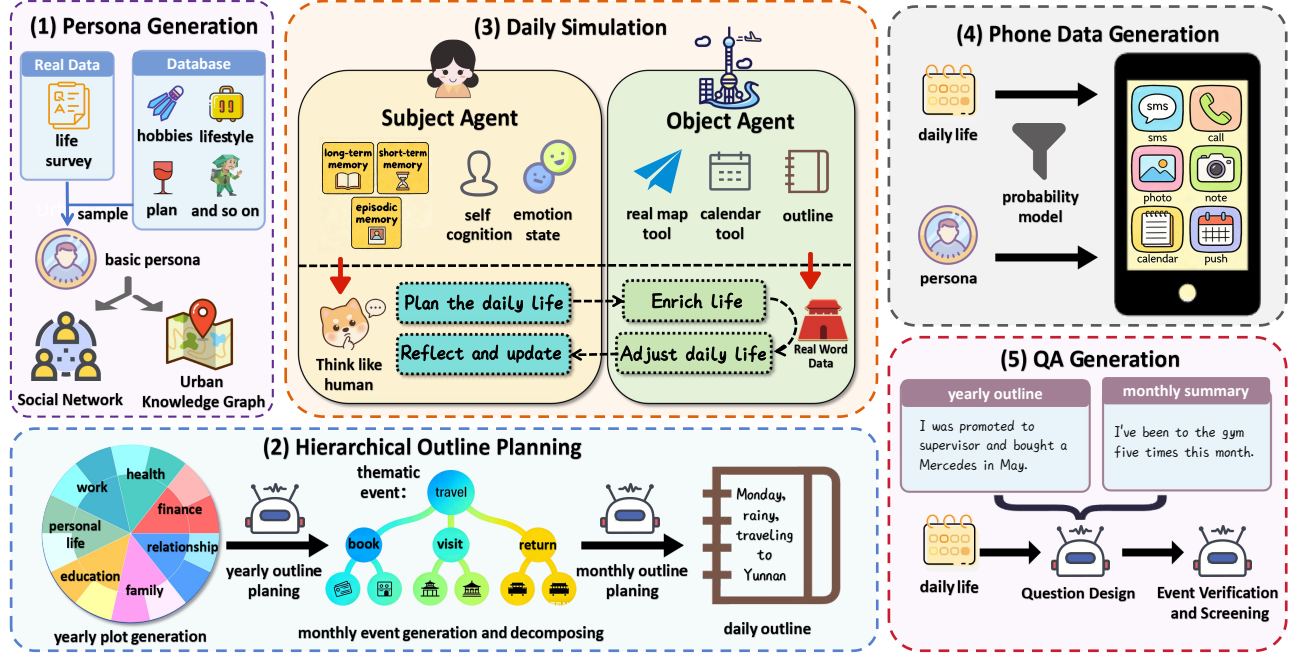 (1) Persona Generation
Real Data
Q
A
life
survey
Database
hobbies
lifestyle
plan
and so on
sample
basic persona
Social Network
Urban
Knowledge Graph
(3) Daily Simulation
Subject Agent
long-term
memory
short-term
memory
episodic
memory
self
cognition
emotion
state
Object Agent
real map
tool
calendar
tool
outline
Think like
human
Plan the daily life
Enrich life
Reflect and update
Adjust daily life
Real Word
Data
(4) Phone Data Generation
daily life
probability
model
persona
sms
sms
call
photo
note
calendar
push
(2) Hierarchical Outline Planning
health
work
finance
personal
life
relationship
education
family
yearly plot generation
yearly outline
planing
thematic
event:
travel
book
visit
return
monthly event generation and decomposing
monthly outline
planing
Monday,
rainy,
traveling
to
Yunnan
daily outline
(5) QA Generation
yearly outline
I was promoted to
supervisor and bought a
Mercedes in May.
monthly summary
I've been to the gym
five times this month.
daily life
Question Design
Event Verification
and Screening